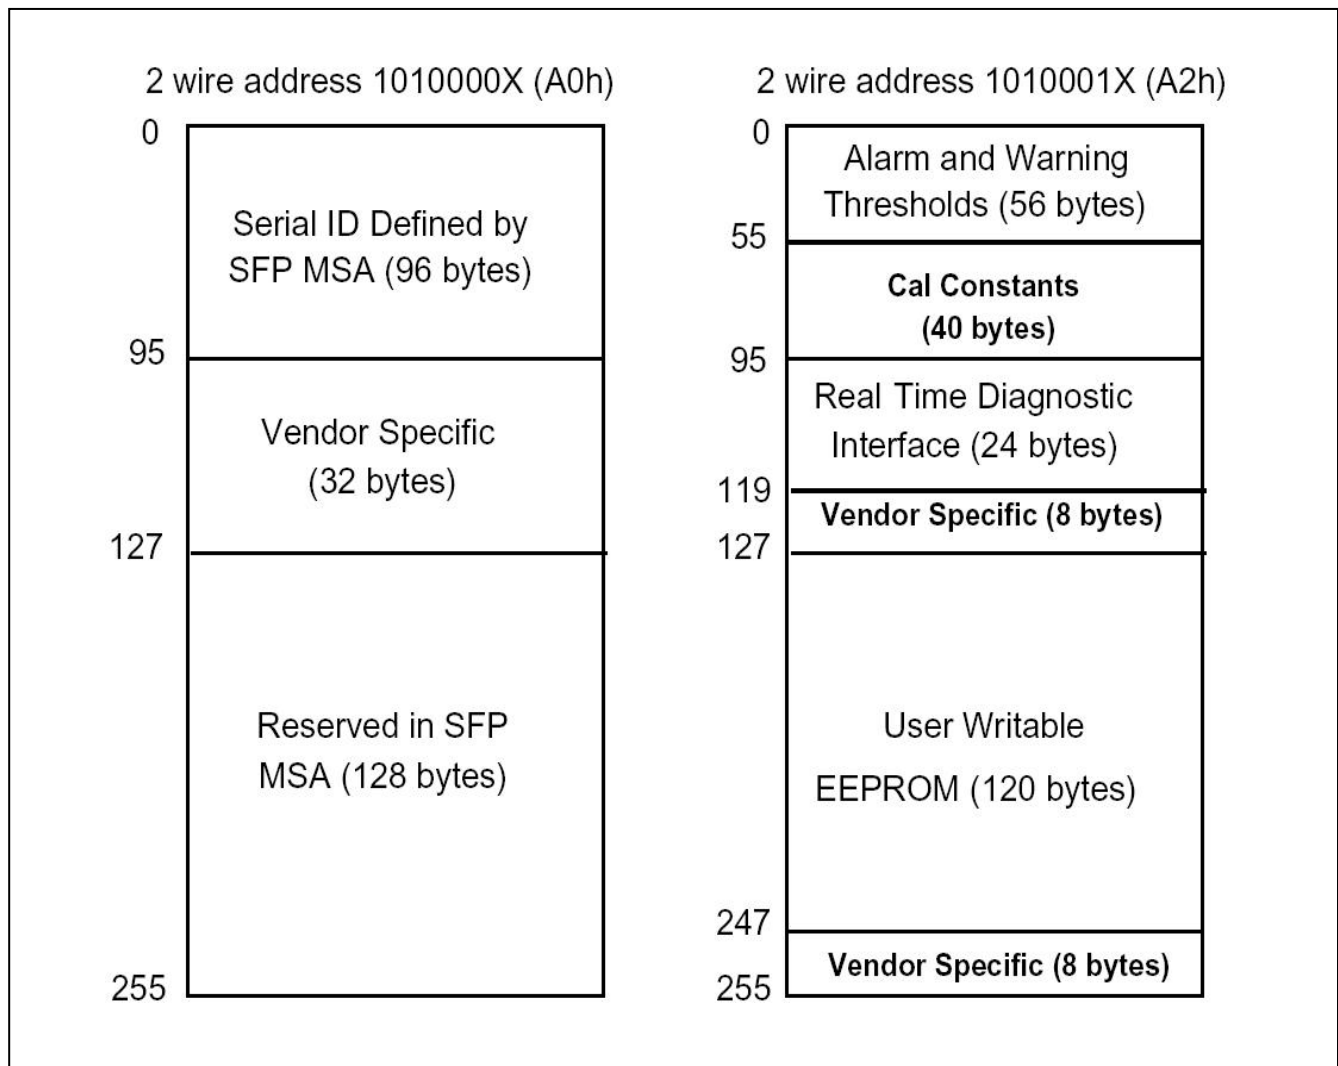 2 wire address 1010000X (A0h)
0
Serial ID Defined by
SFP MSA (96 bytes)
95
Vendor Specific
(32 bytes)
127
Reserved in SFP
MSA (128 bytes)
255
2 wire address 1010001X (A2h)
0
Alarm and Warning
Thresholds (56 bytes)
55
Cal Constants
(40 bytes)
95
Real Time Diagnostic
Interface (24 bytes)
119
Vendor Specific (8 bytes)
127
User Writable
EEPROM (120 bytes)
247
Vendor Specific (8 bytes)
255